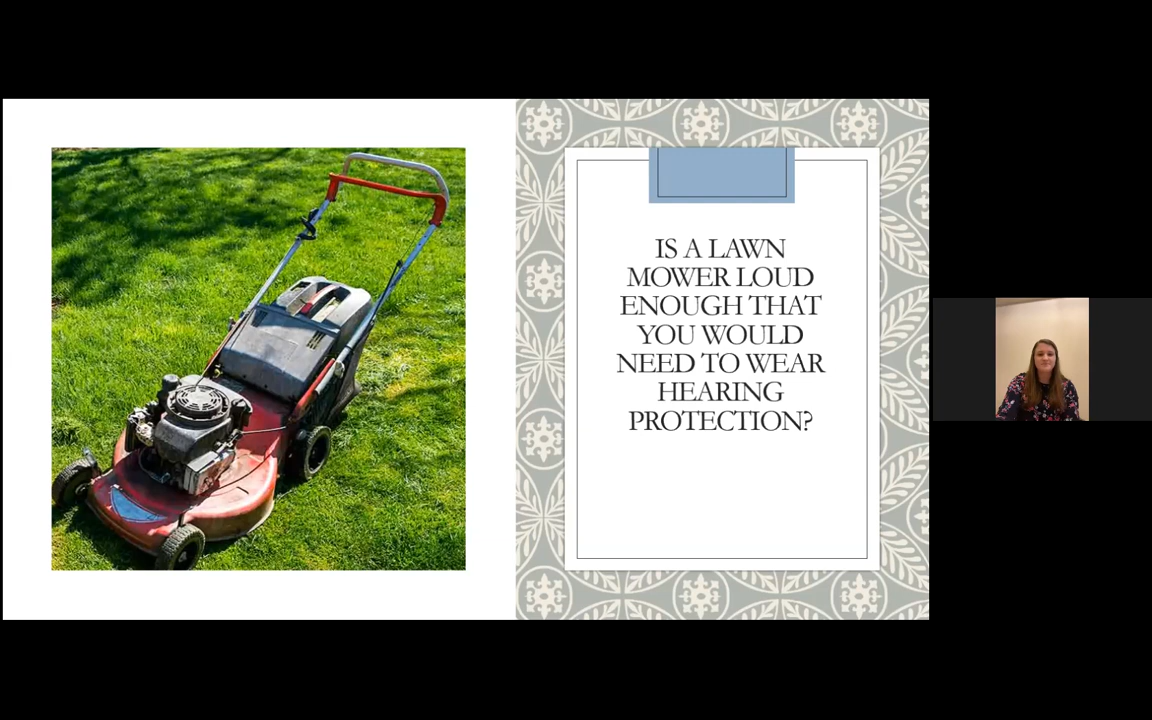 IS A LAWN
MOWER LOUD
ENOUGH THAT
YOU WOULD
NEED TO WEAR
HEARING
PROTECTION?